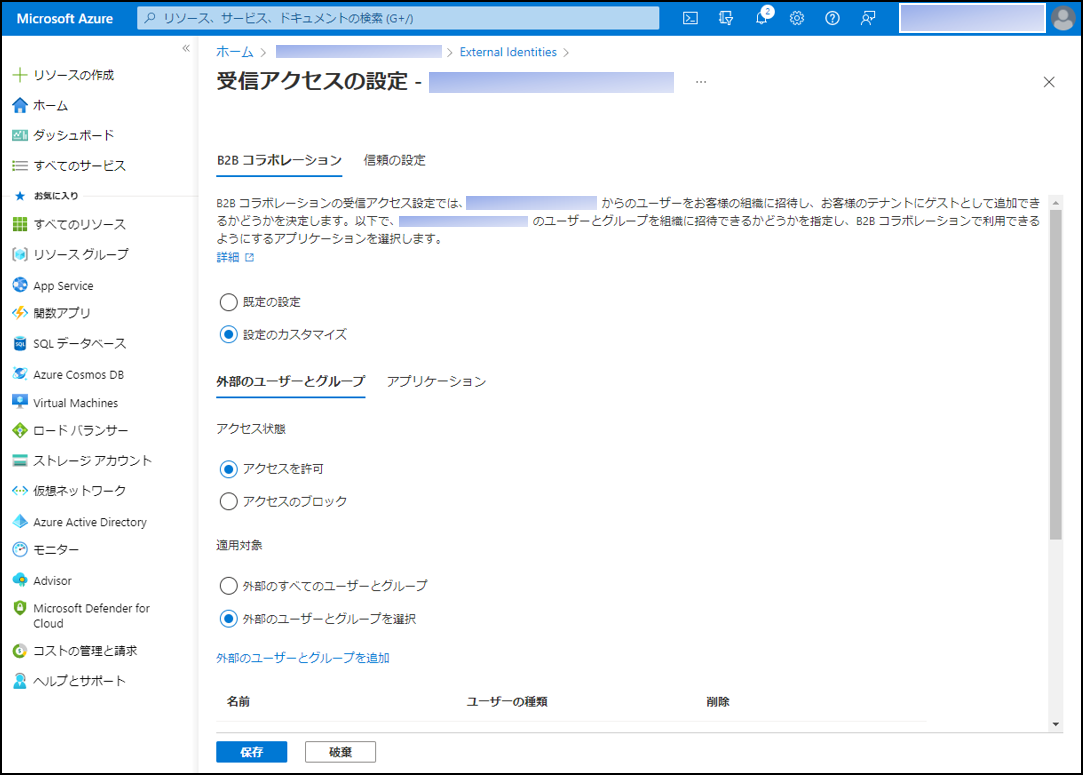 Microsoft Azure
リソース、サービス、ドキュメントの検索 (G+/)
2
«
リソースの作成
ホーム
ダッシュボード
すべてのサービス
お気に入り
すべてのリソース
リソース グループ
App Service
関数アプリ
SQL データベース
Azure Cosmos DB
Virtual Machines
ロード バランサー
ストレージ アカウント
仮想ネットワーク
Azure Active Directory
モニター
Advisor
Microsoft Defender for
Cloud
コストの管理と請求
ヘルプとサポート
ホーム > > External Identities >
受信アクセスの設定 - ...
B2B コラボレーション 信頼の設定
B2B コラボレーションの受信アクセス設定では、 からのユーザーをお客様の組織に招待し、お客様のテナントにゲストとして追加でき
るかどうかを決定します。以下で、 のユーザーとグループを組織に招待できるかどうかを指定し、B2B コラボレーションで利用できる
ようにするアプリケーションを選択します。
詳細
既定の設定
設定のカスタマイズ
外部のユーザーとグループ アプリケーション
アクセス状態
アクセスを許可
アクセスのブロック
適用対象
外部のすべてのユーザーとグループ
外部のユーザーとグループを選択
外部のユーザーとグループを追加
名前 ユーザーの種類 削除
保存 破棄